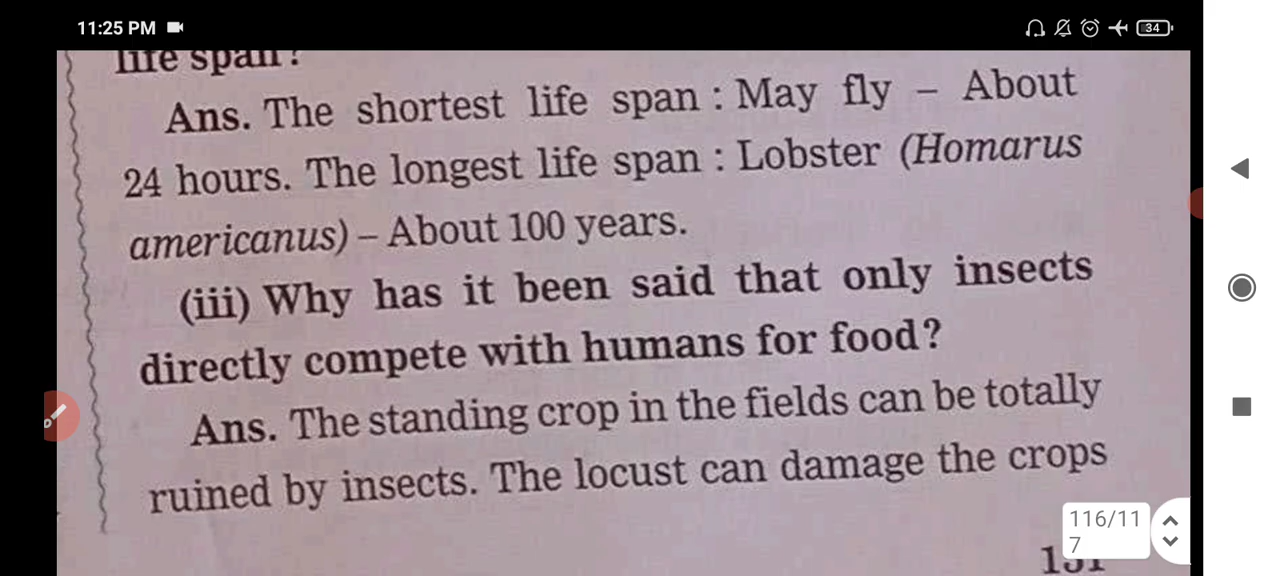 11:25 PM
34
life span?
Ans. The shortest life span : May fly – About
24 hours. The longest life span : Lobster (Homarus
americanus) – About 100 years.
(iii) Why has it been said that only insects
directly compete with humans for food?
Ans. The standing crop in the fields can be totally
ruined by insects. The locust can damage the crops
116/11
7